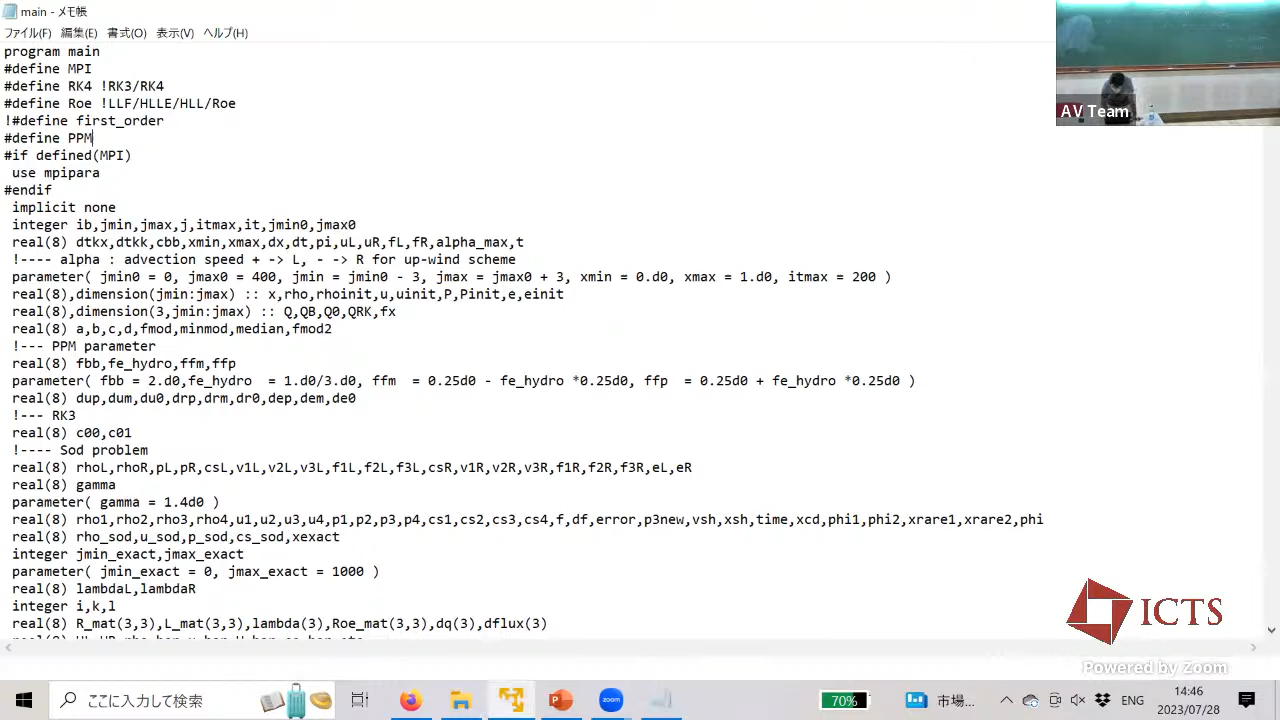 main - メモ帳
ファイル(F) 編集(E) 書式(O) 表示(V) ヘルプ(H)
program main
#define MPI
#define RK4 !RK3/RK4
#define Roe !LLF/HLLE/HLL/Roe
!#define first_order
#define PPM
#if defined(MPI)
use mpipara
#endif
implicit none
integer ib,jmin,jmax,j,itmax,it,jmin0,jmax0
real(8) dtkx,dtkk,cbb,xmin,xmax,dx,dt,pi,uL,uR,fL,fR,alpha_max,t
!---- alpha : advection speed + -> L, - -> R for up-wind scheme
parameter( jmin0 = 0, jmax0 = 400, jmin = jmin0 - 3, jmax = jmax0 + 3, xmin = 0.d0, xmax = 1.d0, itmax = 200 )
real(8),dimension(jmin:jmax) :: x,rho,rhoinit,u,uinit,P,Pinit,e,einit
real(8),dimension(3,jmin:jmax) :: Q,QB,Q0,QRK,fx
real(8) a,b,c,d,fmod,minmod,median,fmod2
!--- PPM parameter
real(8) fbb,fe_hydro,ffm,ffp
parameter( fbb = 2.d0,fe_hydro  = 1.d0/3.d0, ffm  = 0.25d0 - fe_hydro *0.25d0, ffp  = 0.25d0 + fe_hydro *0.25d0 )
real(8) dup,dum,du0,drp,drm,dr0,dep,dem,de0
!--- RK3
real(8) c00,c01
!---- Sod problem
real(8) rhoL,rhoR,pL,pR,csL,v1L,v2L,v3L,f1L,f2L,f3L,csR,v1R,v2R,v3R,f1R,f2R,f3R,eL,eR
real(8) gamma
parameter( gamma = 1.4d0 )
real(8) rho1,rho2,rho3,rho4,u1,u2,u3,u4,p1,p2,p3,p4,cs1,cs2,cs3,cs4,f,df,error,p3new,vsh,xsh,time,xcd,phi1,phi2,xrare1,xrare2,phi
real(8) rho_sod,u_sod,p_sod,cs_sod,xexact
integer jmin_exact,jmax_exact
parameter( jmin_exact = 0, jmax_exact = 1000 )
real(8) lambdaL,lambdaR
integer i,k,l
real(8) R_mat(3,3),L_mat(3,3),lambda(3),Roe_mat(3,3),dq(3),dflux(3)
AV Team
ICTS
Powered by Zoom
ここに入力して検索
zoom
70%
市場...
ENG
14:46
2023/07/28